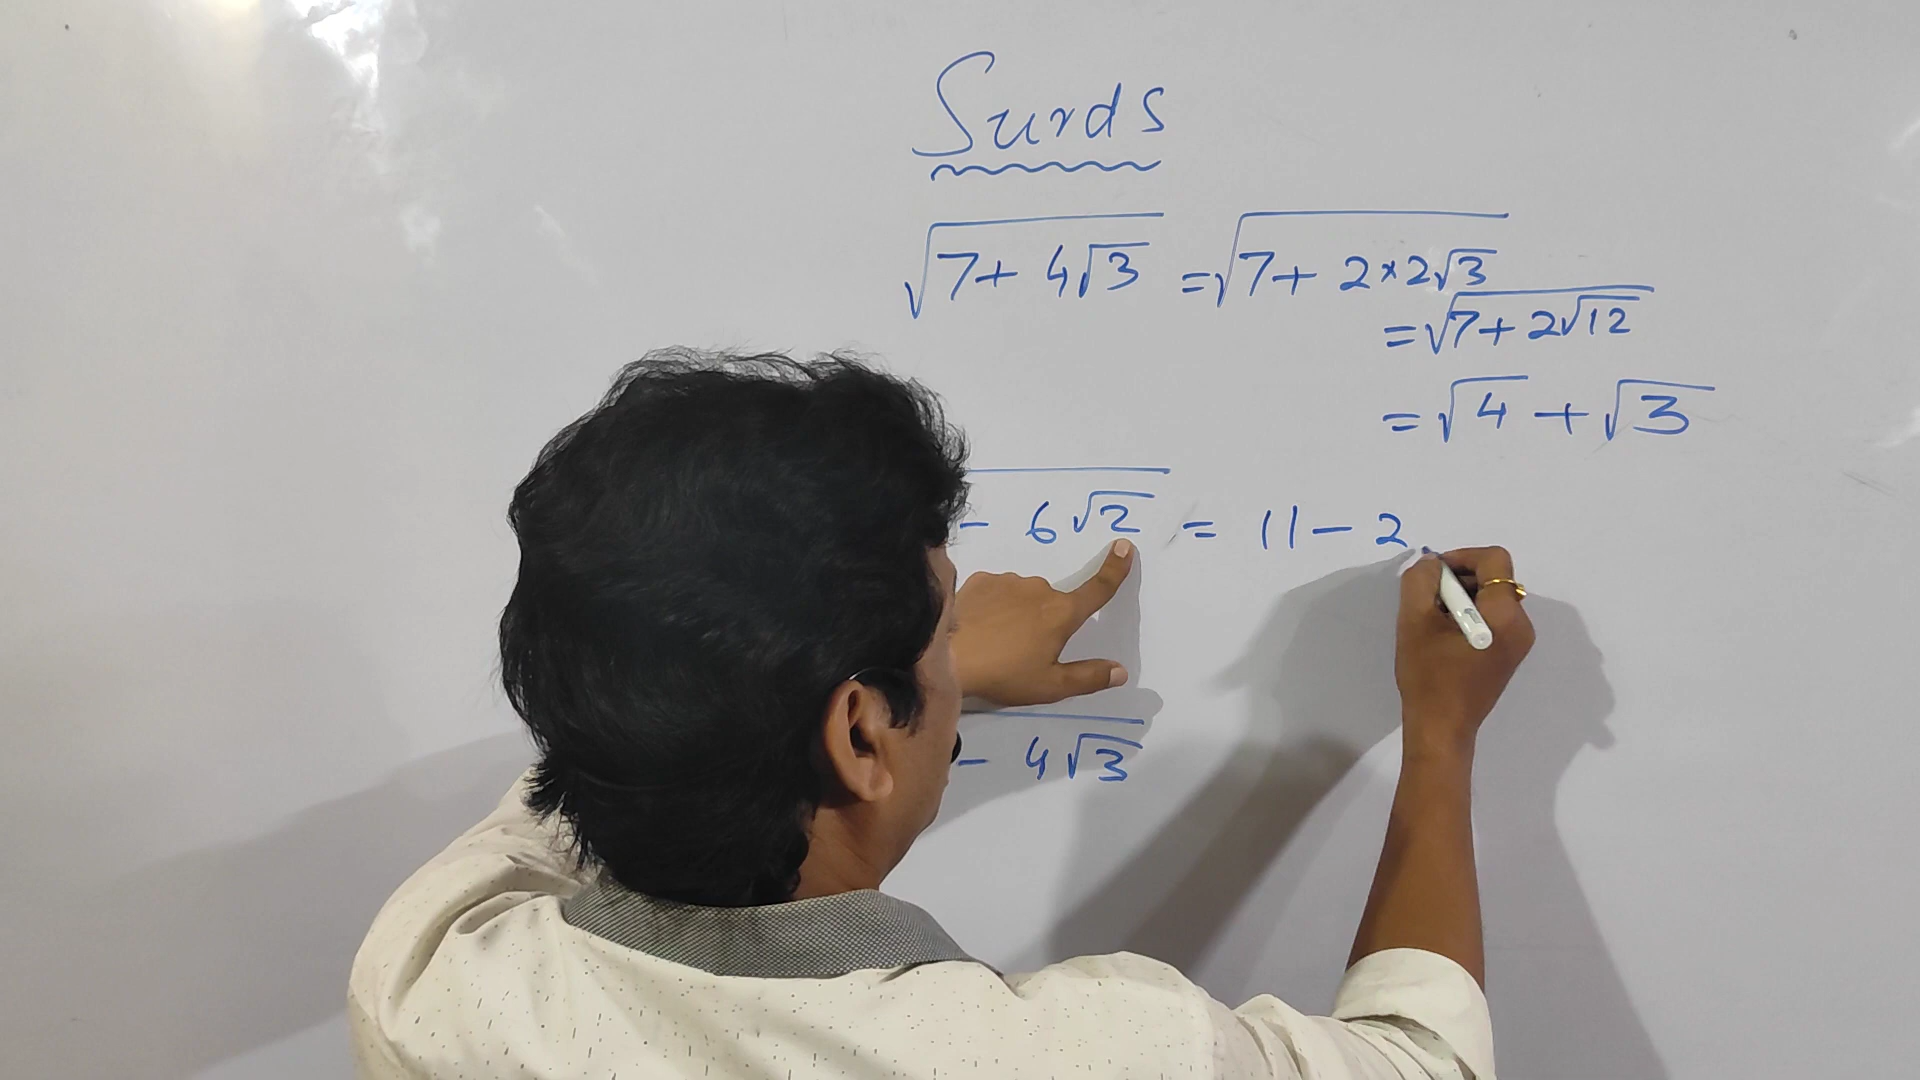 Surds
√7+ 4√3 = √7+ 2×2√3
= √7+ 2√12
= √4 + √3
- 6√2 = 11 - 2
- 4√3